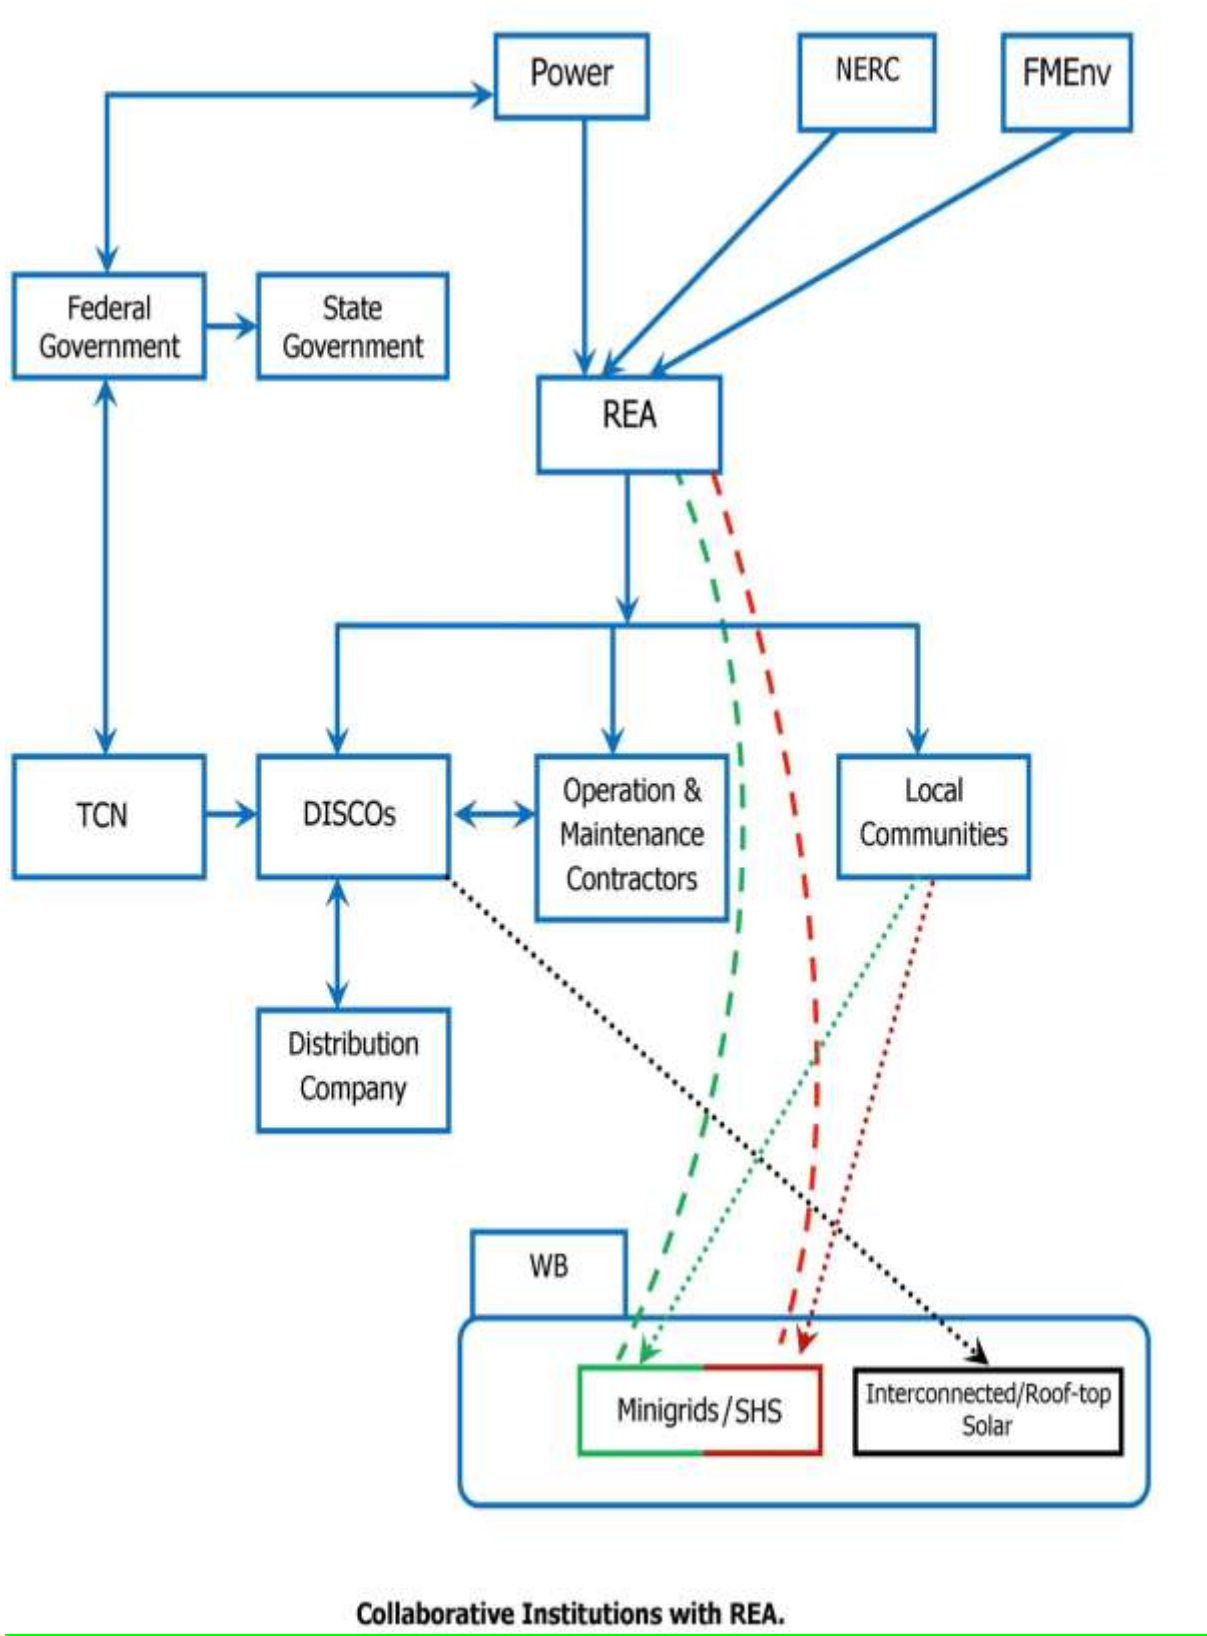 Power
NERC
FMEnv
Federal
Government
State
Government
REA
TCN
DISCOs
Operation &
Maintenance
Contractors
Local
Communities
Distribution
Company
WB
Minigrids/SHS
Interconnected/Roof-top
Solar
Collaborative Institutions with REA.